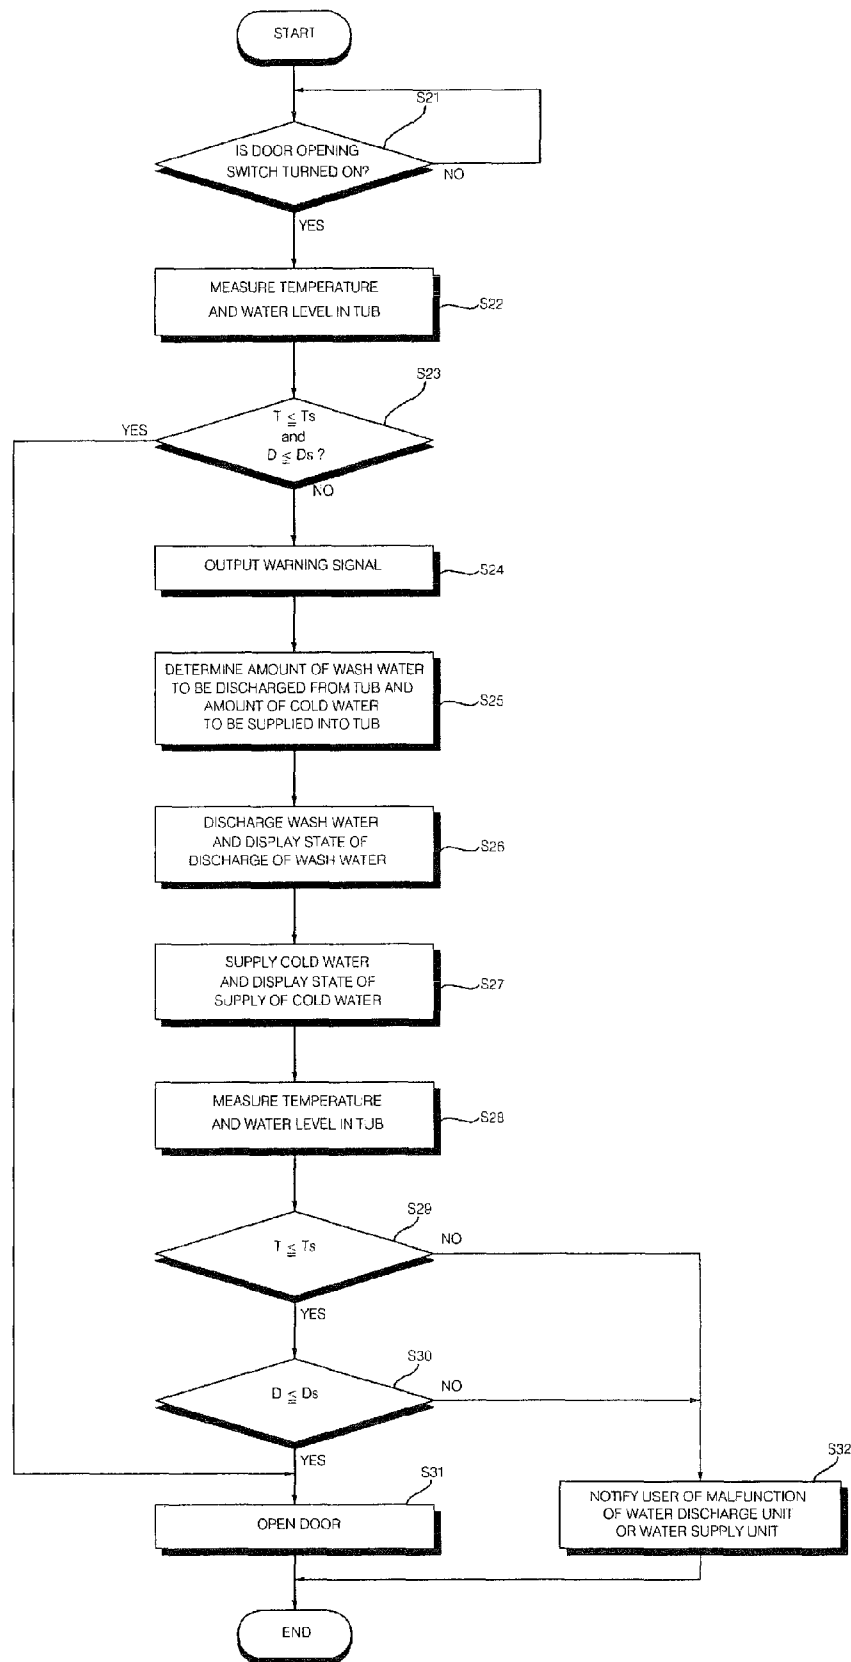 START
S21
IS DOOR OPENING
SWITCH TURNED ON?
NO
YES
MEASURE TEMPERATURE
AND WATER LEVEL IN TUB
S22
S23
YES
T ≦ Ts
and
D ≦ Ds ?
NO
OUTPUT WARNING SIGNAL
S24
DETERMINE AMOUNT OF WASH WATER
TO BE DISCHARGED FROM TUB AND
AMOUNT OF COLD WATER
TO BE SUPPLIED INTO TUB
S25
DISCHARGE WASH WATER
AND DISPLAY STATE OF
DISCHARGE OF WASH WATER
S26
SUPPLY COLD WATER
AND DISPLAY STATE OF
SUPPLY OF COLD WATER
S27
MEASURE TEMPERATURE
AND WATER LEVEL IN TUB
S28
S29
T ≦ Ts
NO
YES
S30
D ≦ Ds
NO
YES
S31
OPEN DOOR
S32
NOTIFY USER OF MALFUNCTION
OF WATER DISCHARGE UNIT
OR WATER SUPPLY UNIT
END